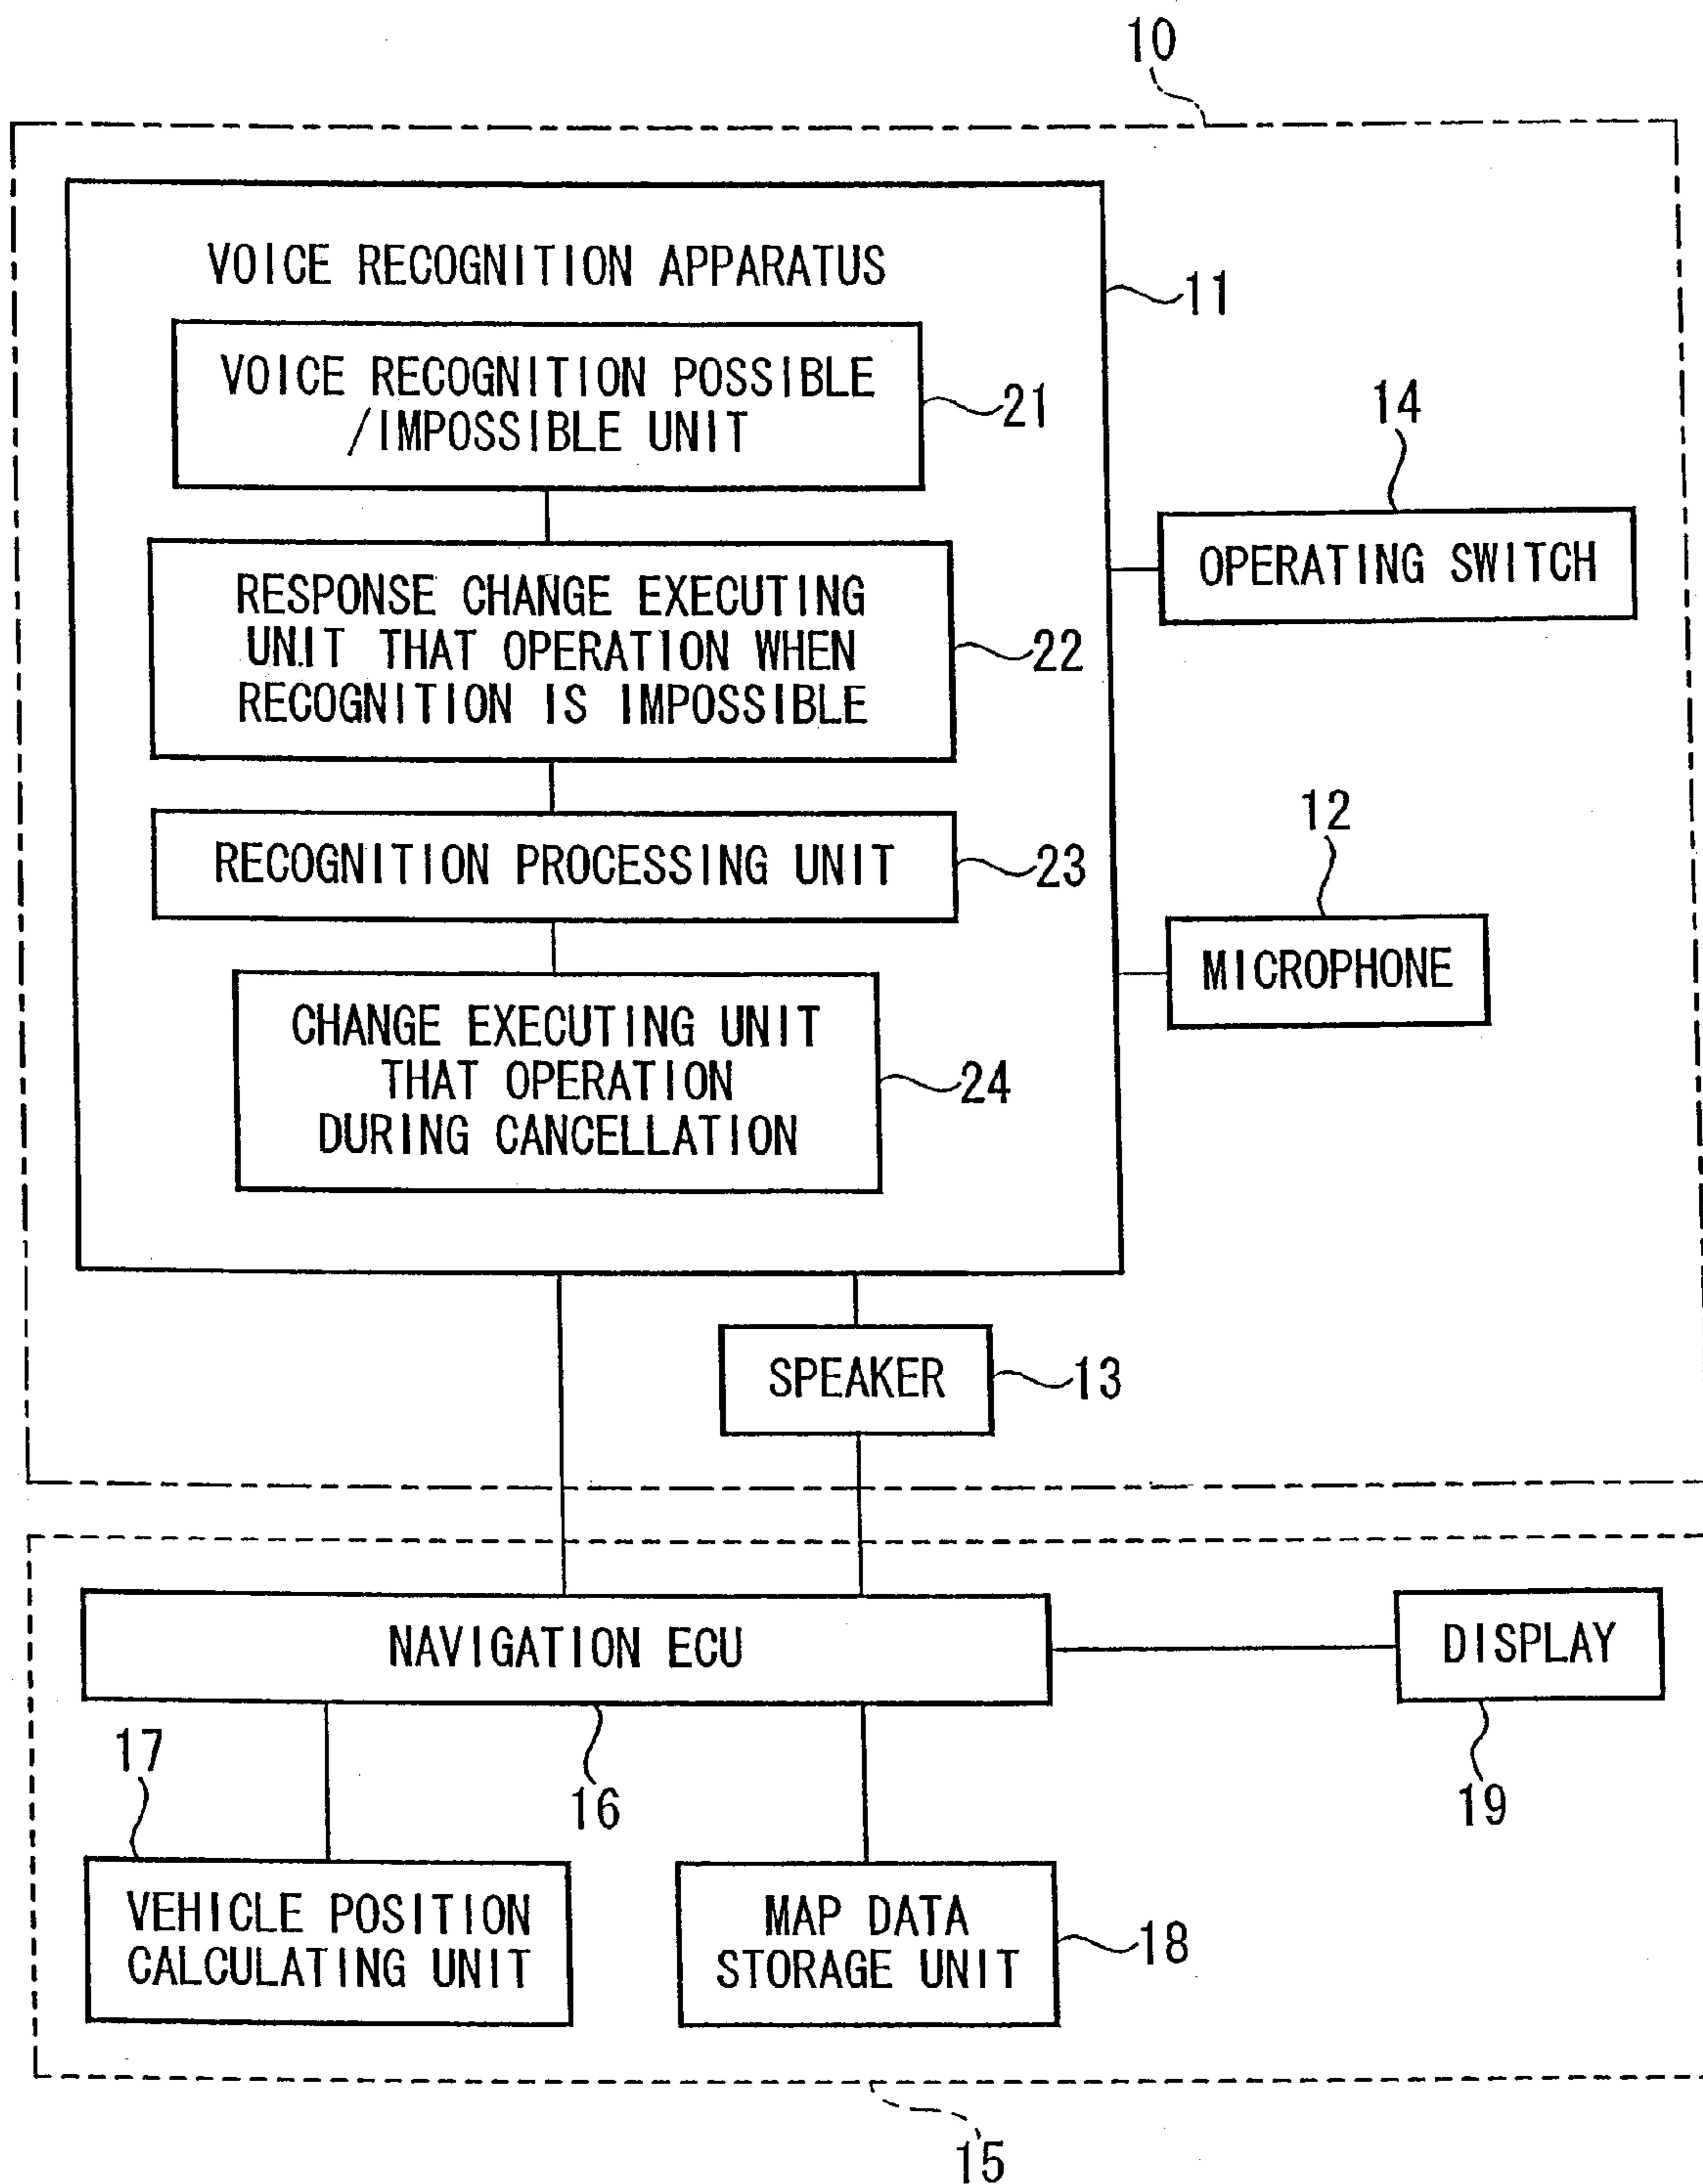 10
VOICE RECOGNITION APPARATUS
11
VOICE RECOGNITION POSSIBLE
/IMPOSSIBLE UNIT
21
14
OPERATING SWITCH
RESPONSE CHANGE EXECUTING
UNIT THAT OPERATION WHEN
RECOGNITION IS IMPOSSIBLE
22
12
RECOGNITION PROCESSING UNIT
23
MICROPHONE
CHANGE EXECUTING UNIT
THAT OPERATION
DURING CANCELLATION
24
SPEAKER
13
NAVIGATION ECU
DISPLAY
17
16
19
VEHICLE POSITION
CALCULATING UNIT
MAP DATA
STORAGE UNIT
18
15